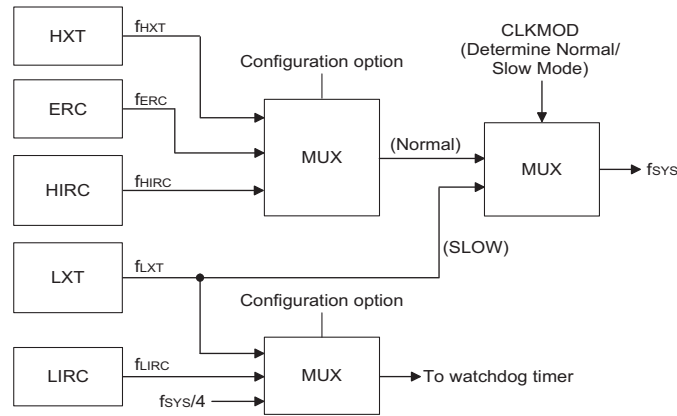 HXT
fHXT
ERC
fERC
HIRC
fHIRC
LXT
fLXT
LIRC
fLIRC
fSYS/4
Configuration option
MUX
(Normal)
CLKMOD
(Determine Normal/
Slow Mode)
MUX
fSYS
(SLOW)
Configuration option
MUX
To watchdog timer